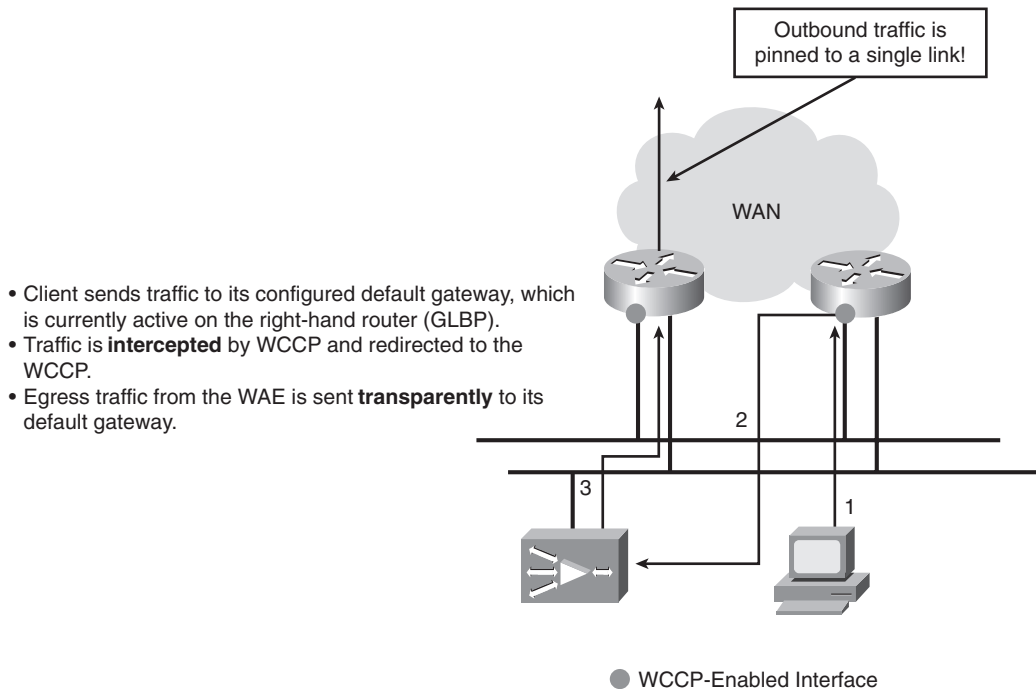 Outbound traffic is
pinned to a single link!
WAN
• Client sends traffic to its configured default gateway, which
is currently active on the right-hand router (GLBP).
• Traffic is intercepted by WCCP and redirected to the
WCCP.
• Egress traffic from the WAE is sent transparently to its
default gateway.
2
3
1
WCCP-Enabled Interface